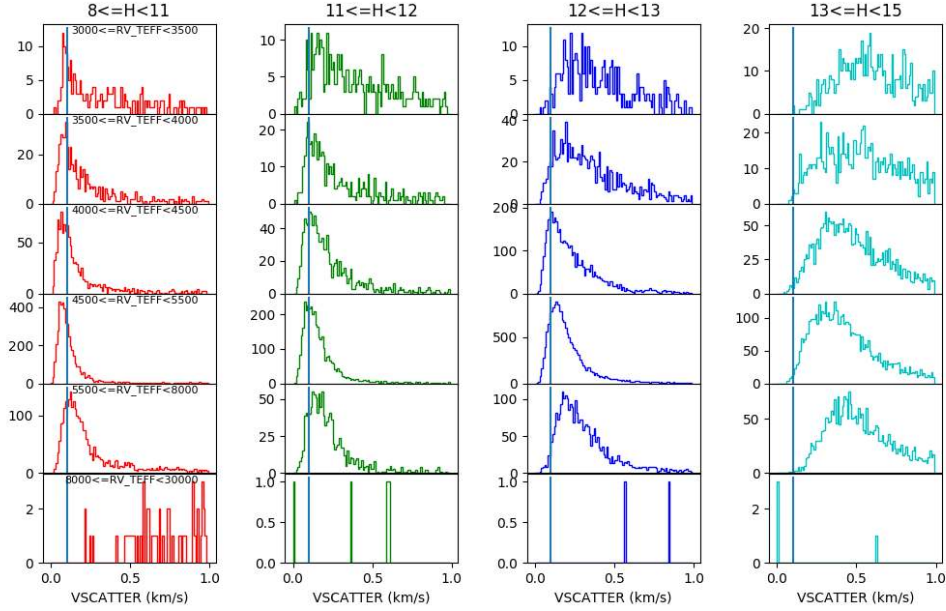 8<=H<11 11<=H<12 12<=H<13 13<=H<15
3000<=RV_TEFF<3500
10 10 10 20
5 5 5 10
0 0 0 0
3500<=RV_TEFF<4000
20 20 40 20
10 20 10
0 0 0 0
4000<=RV_TEFF<4500
50 40 200 50
20 100 25
0 0 0 0
4500<=RV_TEFF<5500
400 200 500 100
200 100 50
0 0 0 0
5500<=RV_TEFF<8000
100 50 100 50
25 50
0 0 0 0
8000<=RV_TEFF<30000
2 1.0 1.0 2
0.5 0.5
0 0.0 0.0 0
0.0 0.5 1.0 0.0 0.5 1.0 0.0 0.5 1.0 0.0 0.5 1.0
VSCATTER (km/s) VSCATTER (km/s) VSCATTER (km/s) VSCATTER (km/s)